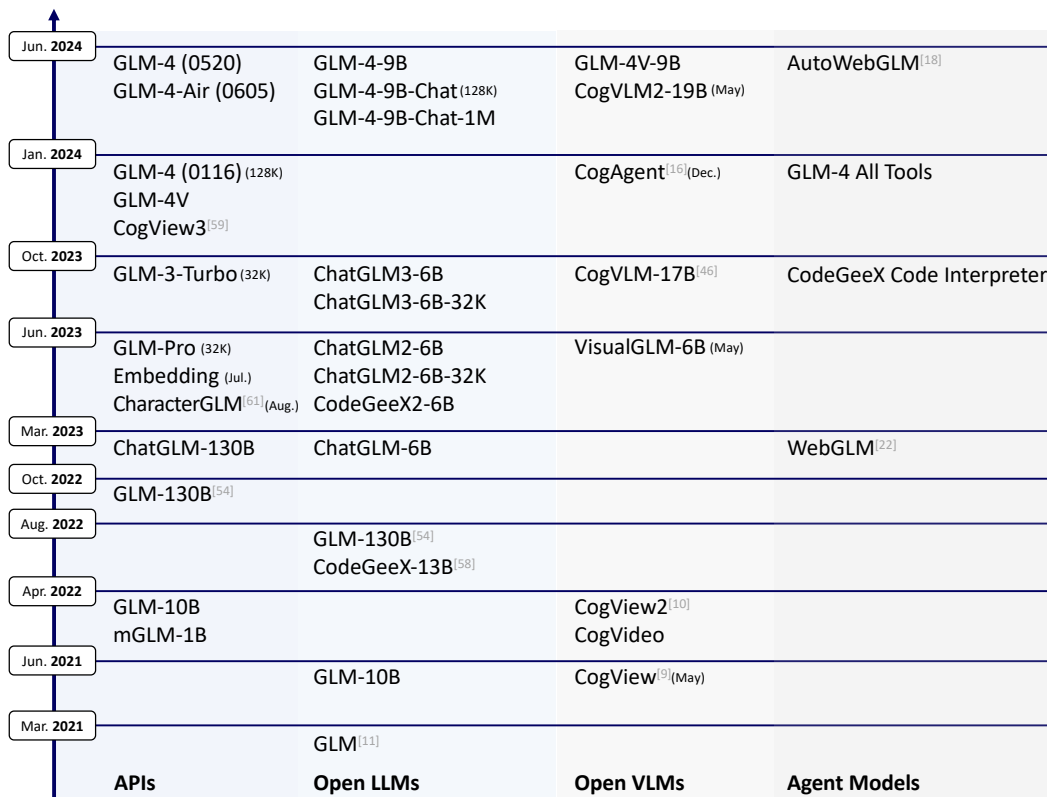 Jun. 2024
GLM-4 (0520)
GLM-4-Air (0605)
GLM-4-9B
GLM-4-9B-Chat (128K)
GLM-4-9B-Chat-1M
GLM-4V-9B
CogVLM2-19B (May)
AutoWebGLM[18]
Jan. 2024
GLM-4 (0116) (128K)
GLM-4V
CogView3[59]
CogAgent[16](Dec.)
GLM-4 All Tools
Oct. 2023
GLM-3-Turbo (32K)
ChatGLM3-6B
ChatGLM3-6B-32K
CogVLM-17B[46]
CodeGeeX Code Interpreter
Jun. 2023
GLM-Pro (32K)
Embedding (Jul.)
CharacterGLM[61](Aug.)
ChatGLM2-6B
ChatGLM2-6B-32K
CodeGeeX2-6B
VisualGLM-6B (May)
Mar. 2023
ChatGLM-130B
ChatGLM-6B
WebGLM[22]
Oct. 2022
GLM-130B[54]
Aug. 2022
GLM-130B[54]
CodeGeeX-13B[58]
Apr. 2022
GLM-10B
mGLM-1B
CogView2[10]
CogVideo
Jun. 2021
GLM-10B
CogView[9](May)
Mar. 2021
GLM[11]
APIs
Open LLMs
Open VLMs
Agent Models